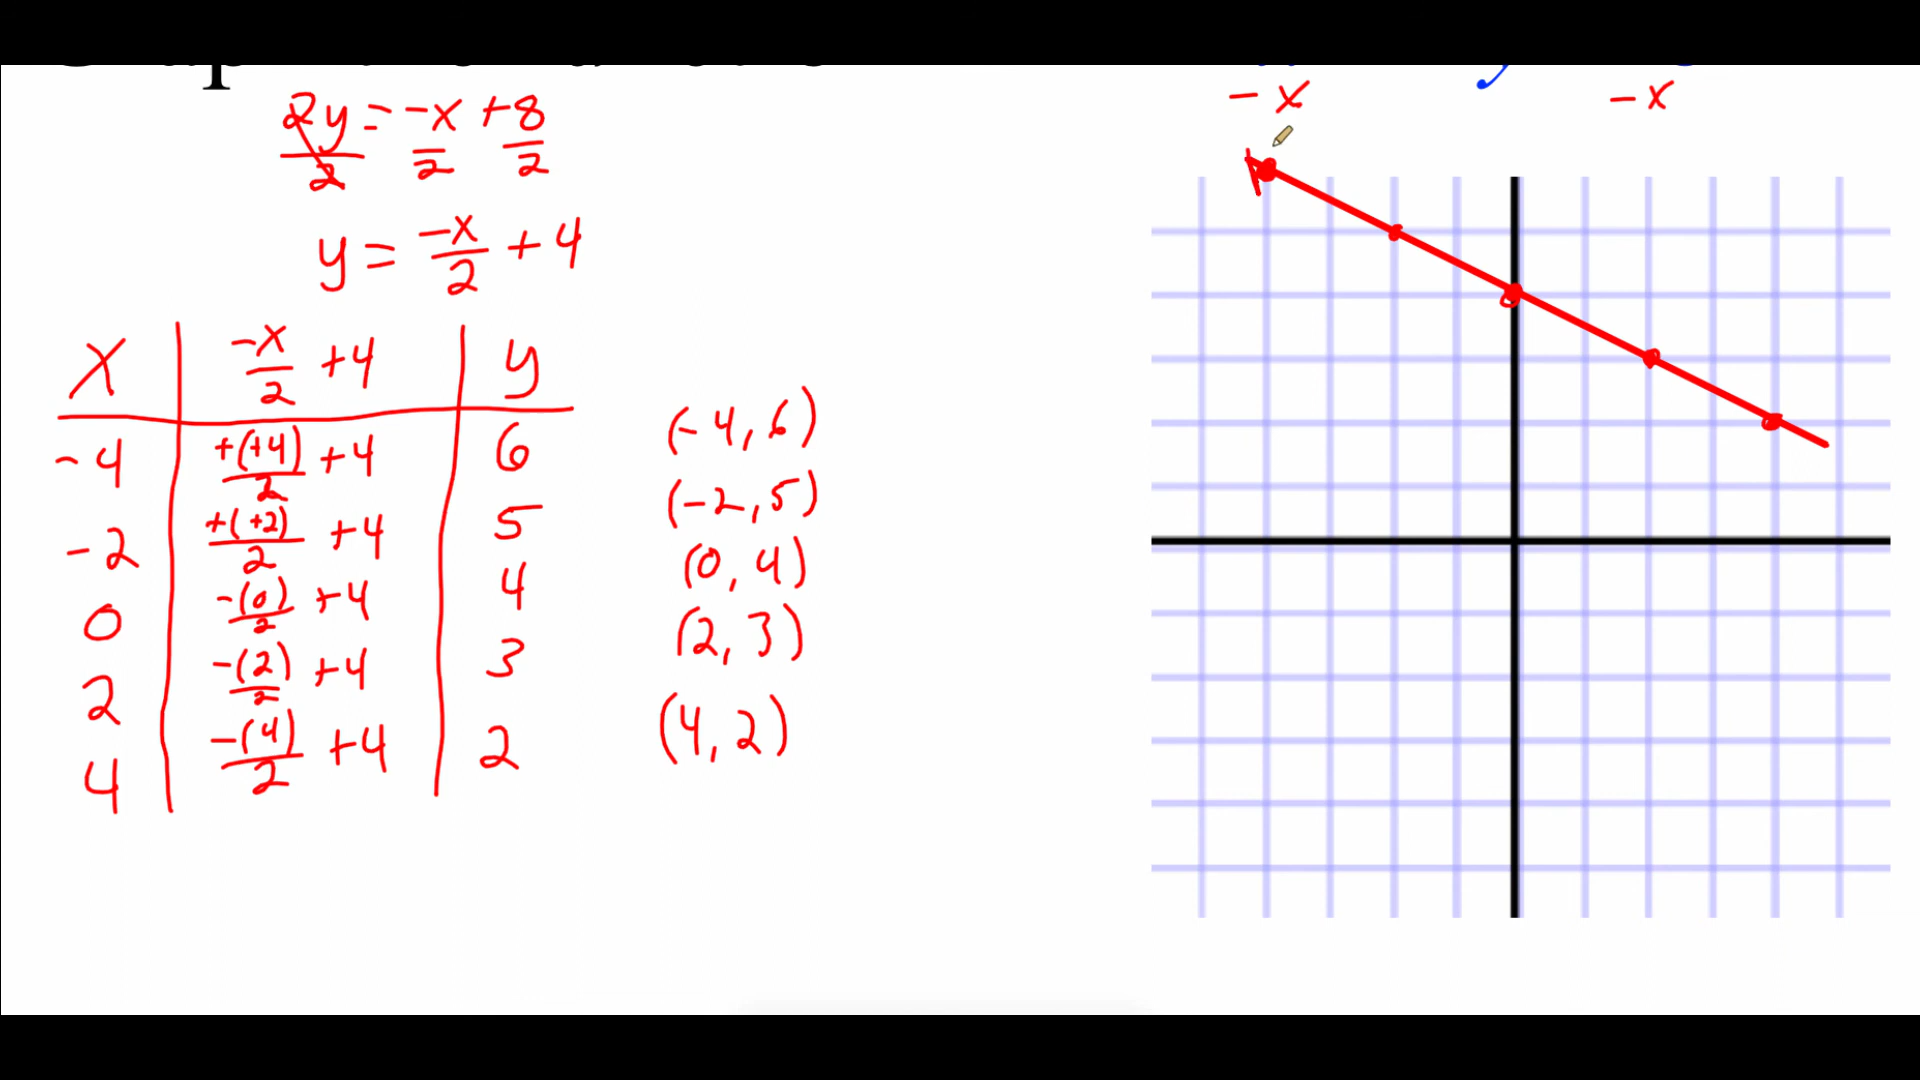 -x -x
2y = -x + 8
2 2 2
y = -x/2 + 4
x | -x/2 + 4 | y
-4 | +(+4)/2 + 4 | 6 (-4, 6)
-2 | +(+2)/2 + 4 | 5 (-2, 5)
0 | -(0)/2 + 4 | 4 (0, 4)
2 | -(2)/2 + 4 | 3 (2, 3)
4 | -(4)/2 + 4 | 2 (4, 2)